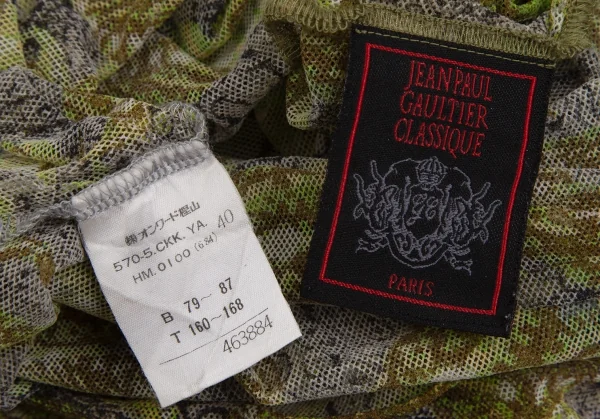 ㈱オンワード樫山
570-5.CKK.YA. 40
HM.0100 (684)
B 79～ 87
T 160～168
463884
JEAN PAUL
GAULTIER
CLASSIQUE
PARIS